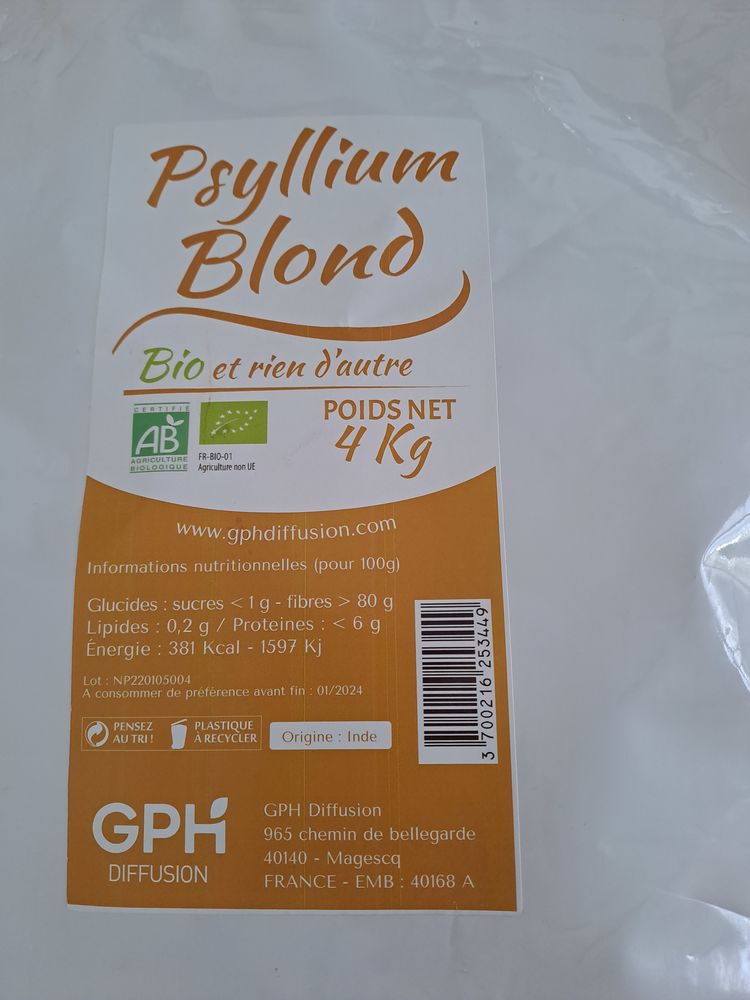 Psyllium
Blond
Bio et rien d'autre
CERTIFIÉ
AB
AGRICULTURE
BIOLOGIQUE
FR-BIO-01
Agriculture non UE
POIDS NET
4 Kg
www.gphdiffusion.com
Informations nutritionnelles (pour 100g)
Glucides : sucres < 1 g - fibres > 80 g
Lipides : 0,2 g / Proteines : < 6 g
Énergie : 381 Kcal - 1597 Kj
Lot : NP220105004
A consommer de préférence avant fin : 01/2024
PENSEZ
AU TRI !
PLASTIQUE
À RECYCLER
Origine : Inde
3 700216 253449
GPH
DIFFUSION
GPH Diffusion
965 chemin de bellegarde
40140 - Magescq
FRANCE - EMB : 40168 A